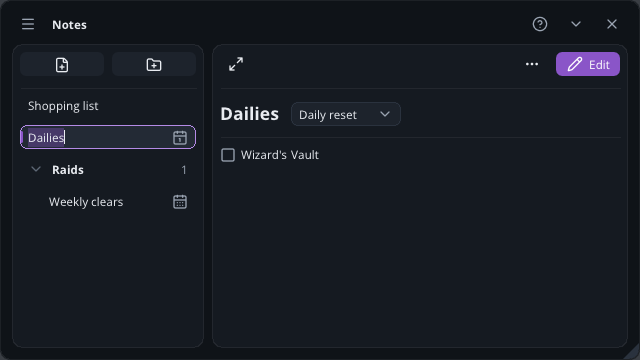 Notes
Edit
Shopping list
Dailies
Raids 1
Weekly clears
Dailies Daily reset
Wizard's Vault